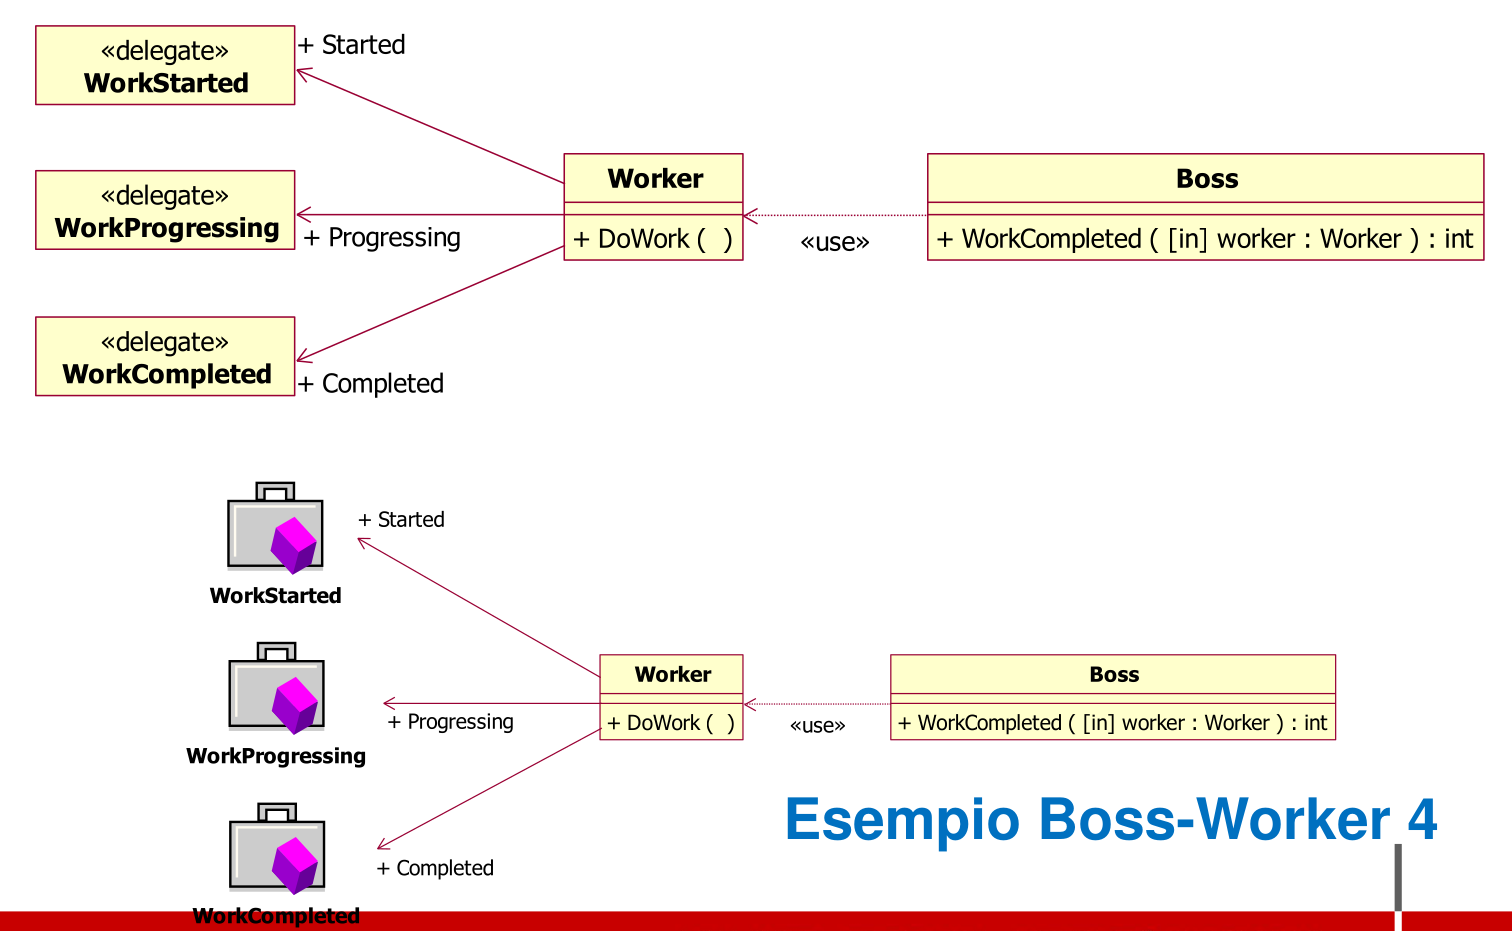 «delegate»
WorkStarted
+ Started
«delegate»
WorkProgressing
+ Progressing
«delegate»
WorkCompleted
+ Completed
Worker
+ DoWork ( )
«use»
Boss
+ WorkCompleted ( [in] worker : Worker ) : int
WorkStarted
+ Started
WorkProgressing
+ Progressing
WorkCompleted
+ Completed
Worker
+ DoWork ( )
«use»
Boss
+ WorkCompleted ( [in] worker : Worker ) : int
Esempio Boss-Worker 4